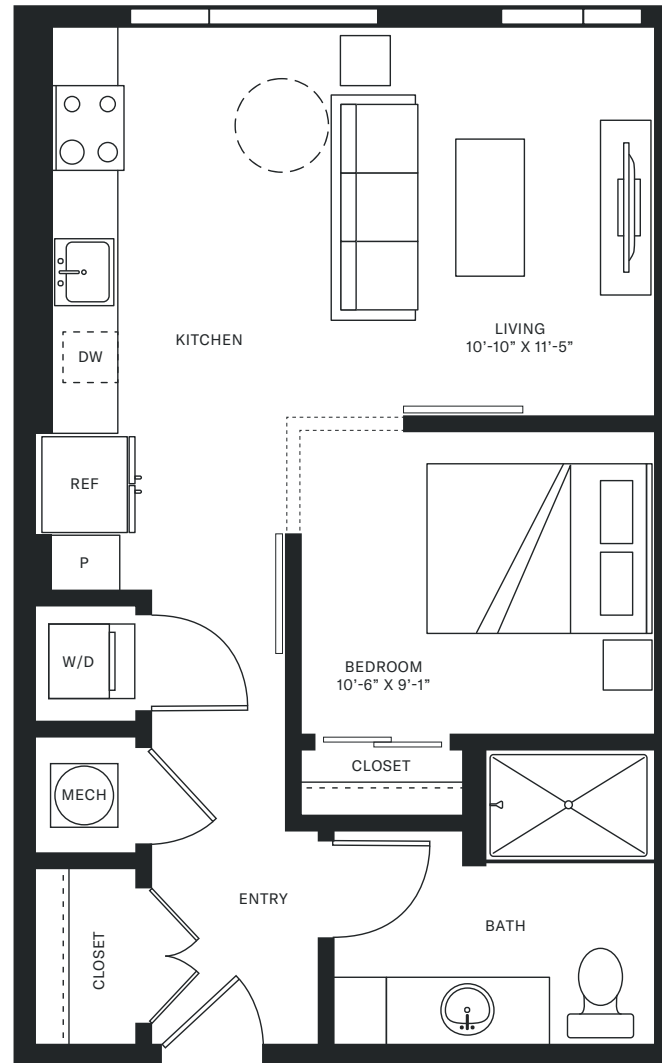 KITCHEN
LIVING
10'-10" X 11'-5"
DW
REF
P
W/D
BEDROOM
10'-6" X 9'-1"
CLOSET
MECH
ENTRY
BATH
CLOSET